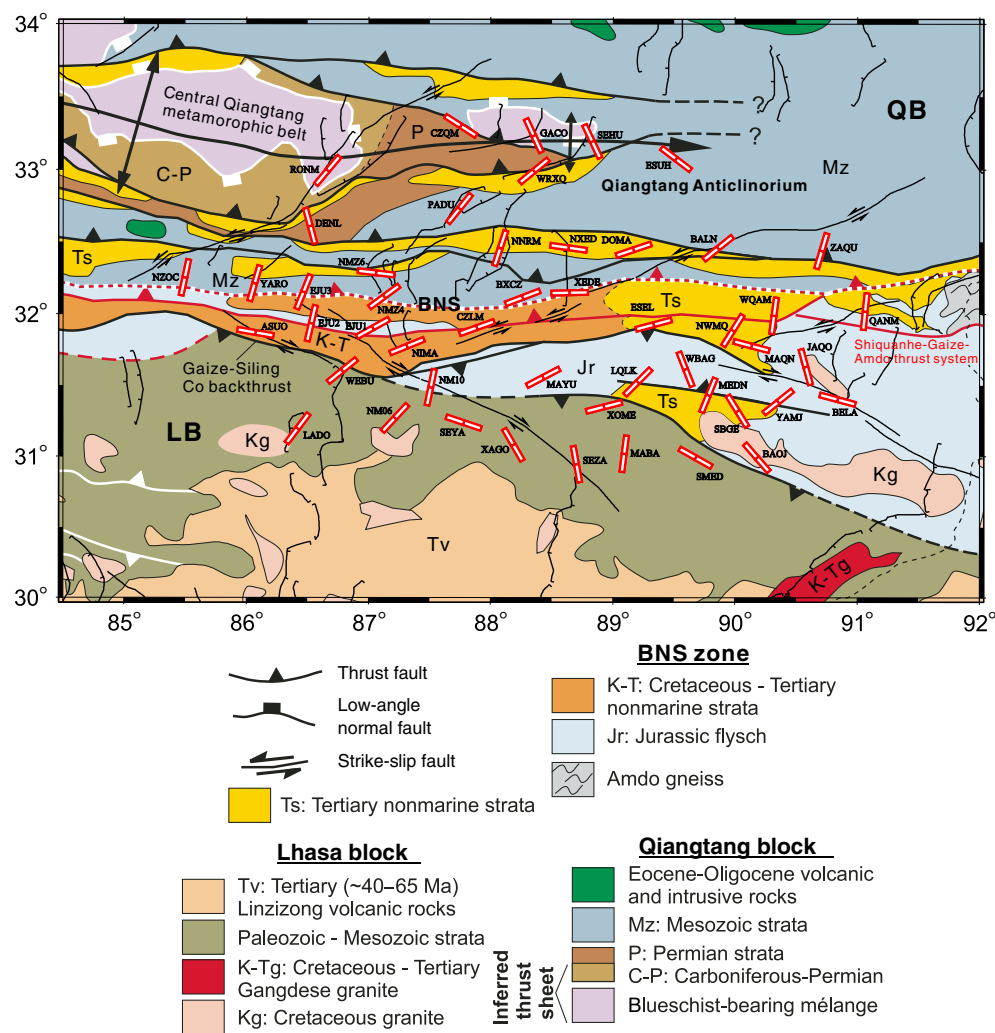 34°
33°
32°
31°
30°
85°
86°
87°
88°
89°
90°
91°
92°
Central Qiangtang
metamorophic belt
P
CZQM
GACO
SEHU
?
QB
?
RONM
C-P
WRXQ
ESUH
Mz
Qiangtang Anticlinorium
DENL
PADU
Ts
NZOC
Mz
YARO
NMZ6
EJU3
NNRM
NXED
DOMA
BALN
ZAQU
BNS
NMZ4
BXCZ
XEDE
Ts
WQAM
QANM
ASUO
EJU2
EJU1
K-T
CZLM
NIMA
ESEL
NWMQ
MAQN
JAQO
Shiquanhe-Gaize-
Amdo thrust system
Gaize-Siling
Co backthrust
WEBU
NM10
Jr
MAYU
LQLK
WBAG
MEDN
YAMJ
BELA
LB
Kg
LADO
NM06
SEYA
XAGO
XOME
Ts
SBGE
SEZA
MABA
SMED
BAOJ
Kg
Tv
K-Tg
Thrust fault
Low-angle
normal fault
Strike-slip fault
Ts: Tertiary nonmarine strata
BNS zone
K-T: Cretaceous - Tertiary
nonmarine strata
Jr: Jurassic flysch
Amdo gneiss
Lhasa block
Tv: Tertiary (~40–65 Ma)
Linzizong volcanic rocks
Paleozoic - Mesozoic strata
K-Tg: Cretaceous - Tertiary
Gangdese granite
Kg: Cretaceous granite
Qiangtang block
Eocene-Oligocene volcanic
and intrusive rocks
Mz: Mesozoic strata
P: Permian strata
C-P: Carboniferous-Permian
Blueschist-bearing mélange
Inferred
thrust
sheet